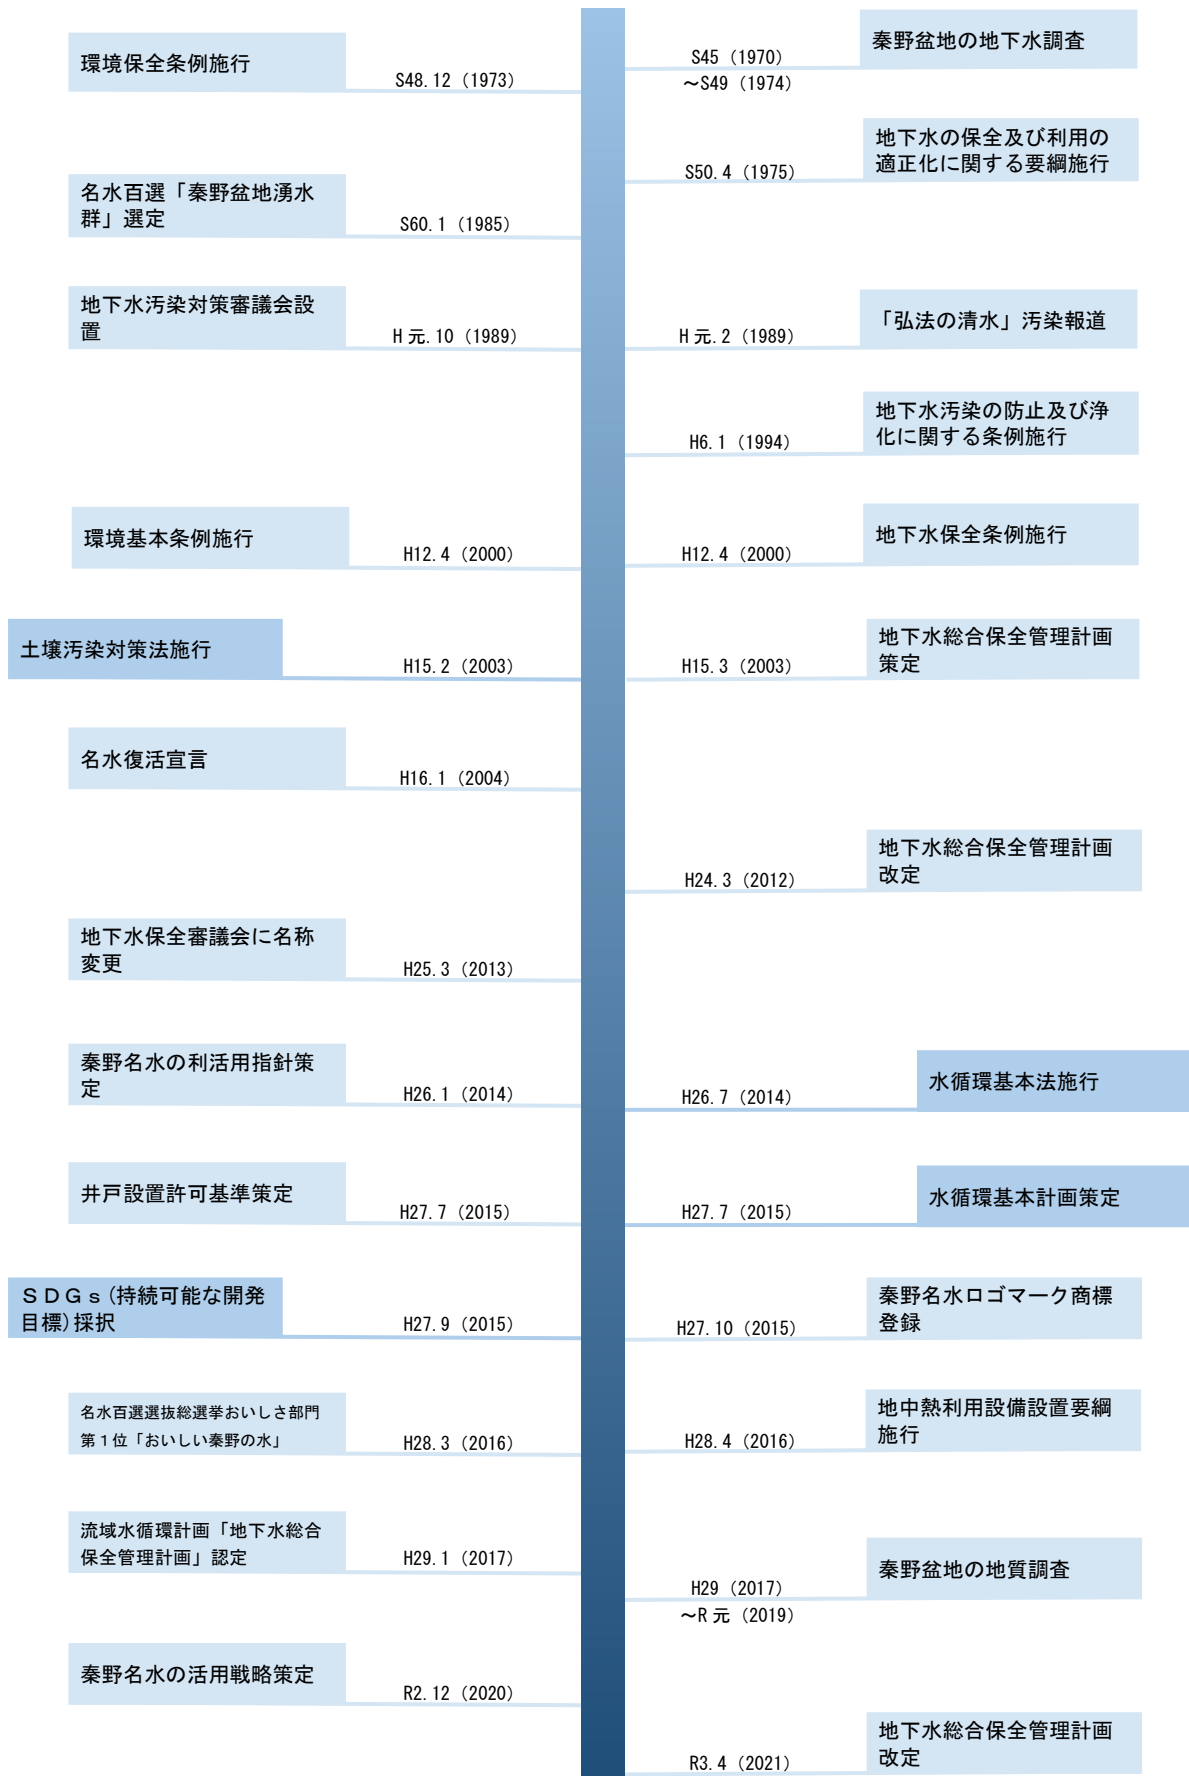 秦野盆地の地下水調査
S45（1970）
～S49（1974）
環境保全条例施行
S48.12（1973）
地下水の保全及び利用の
適正化に関する要綱施行
S50.4（1975）
名水百選「秦野盆地湧水
群」選定
S60.1（1985）
地下水汚染対策審議会設
置
H元.10（1989）
「弘法の清水」汚染報道
H元.2（1989）
地下水汚染の防止及び浄
化に関する条例施行
H6.1（1994）
環境基本条例施行
H12.4（2000）
地下水保全条例施行
H12.4（2000）
土壌汚染対策法施行
H15.2（2003）
地下水総合保全管理計画
策定
H15.3（2003）
名水復活宣言
H16.1（2004）
地下水総合保全管理計画
改定
H24.3（2012）
地下水保全審議会に名称
変更
H25.3（2013）
秦野名水の利活用指針策
定
H26.1（2014）
水循環基本法施行
H26.7（2014）
井戸設置許可基準策定
H27.7（2015）
水循環基本計画策定
H27.7（2015）
ＳＤＧｓ(持続可能な開発
目標)採択
H27.9（2015）
秦野名水ロゴマーク商標
登録
H27.10（2015）
名水百選選抜総選挙おいしさ部門
第１位「おいしい秦野の水」
H28.3（2016）
地中熱利用設備設置要綱
施行
H28.4（2016）
流域水循環計画「地下水総合
保全管理計画」認定
H29.1（2017）
秦野盆地の地質調査
H29（2017）
～R元（2019）
秦野名水の活用戦略策定
R2.12（2020）
地下水総合保全管理計画
改定
R3.4（2021）